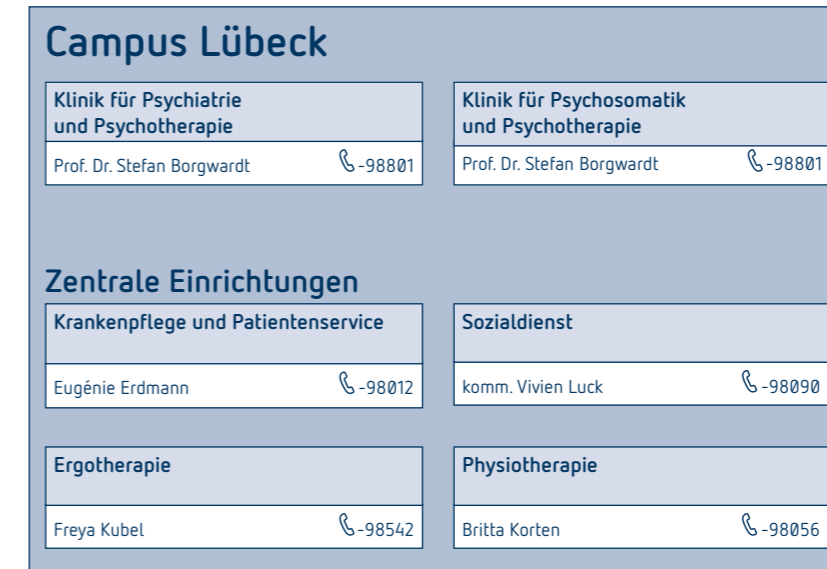 Campus Lübeck
Klinik für Psychiatrie
und Psychotherapie
Prof. Dr. Stefan Borgwardt -98801
Klinik für Psychosomatik
und Psychotherapie
Prof. Dr. Stefan Borgwardt -98801
Zentrale Einrichtungen
Krankenpflege und Patientenservice
Eugénie Erdmann -98012
Sozialdienst
komm. Vivien Luck -98090
Ergotherapie
Freya Kubel -98542
Physiotherapie
Britta Korten -98056